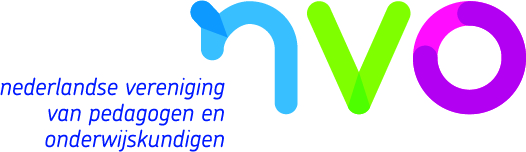 nvo
nederlandse vereniging
van pedagogen en
onderwijskundigen